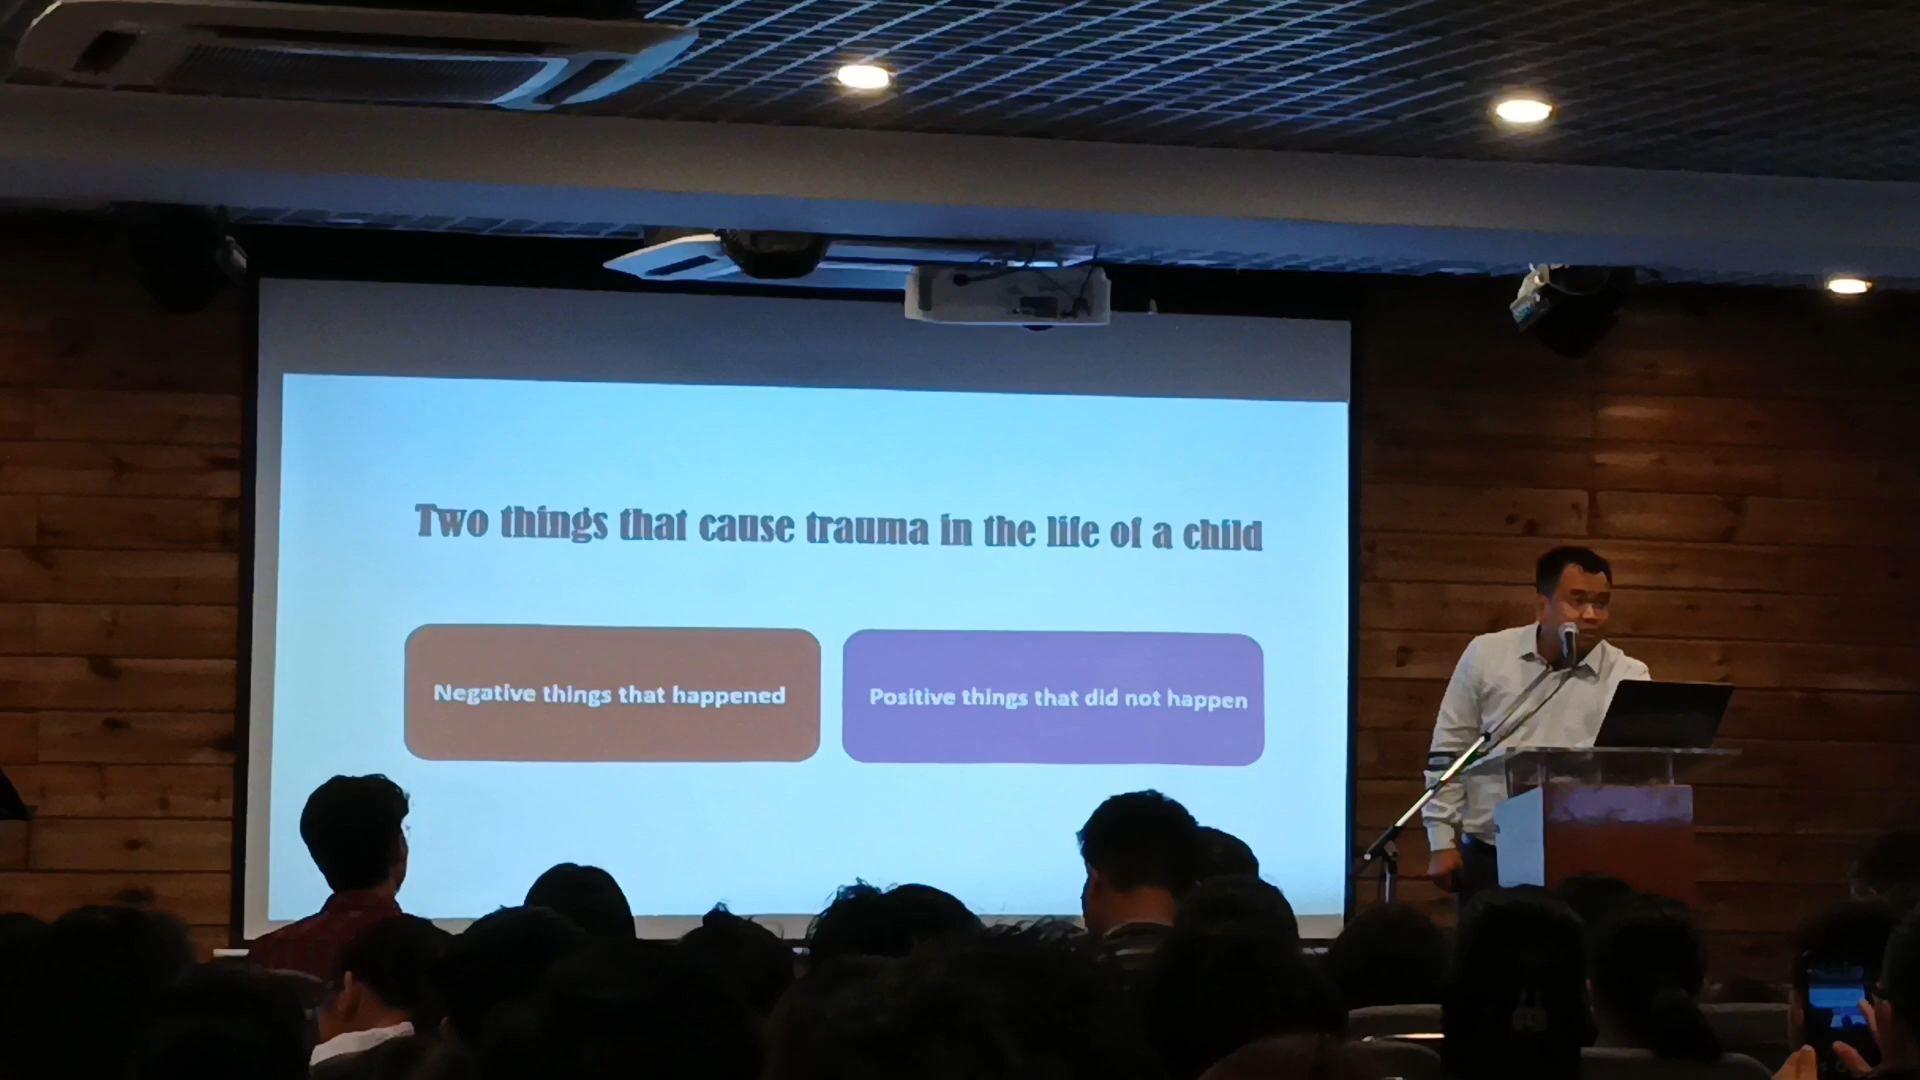 Two things that cause trauma in the life of a child
Negative things that happened
Positive things that did not happen